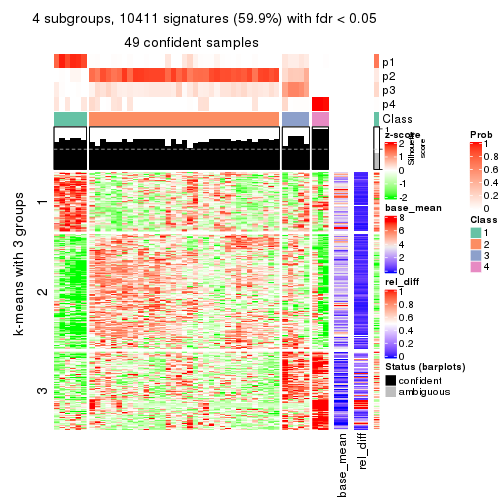 4 subgroups, 10411 signatures (59.9%) with fdr < 0.05
49 confident samples
p1
p2
p3
p4
Class
1
Silhouette
score
k-means with 3 groups
1
2
3
base_mean
rel_diff
z-score
2
1
0
-1
-2
base_mean
8
6
4
2
0
rel_diff
1
0.8
0.6
0.4
0.2
0
Status (barplots)
confident
ambiguous
Prob
1
0.8
0.6
0.4
0.2
0
Class
1
2
3
4